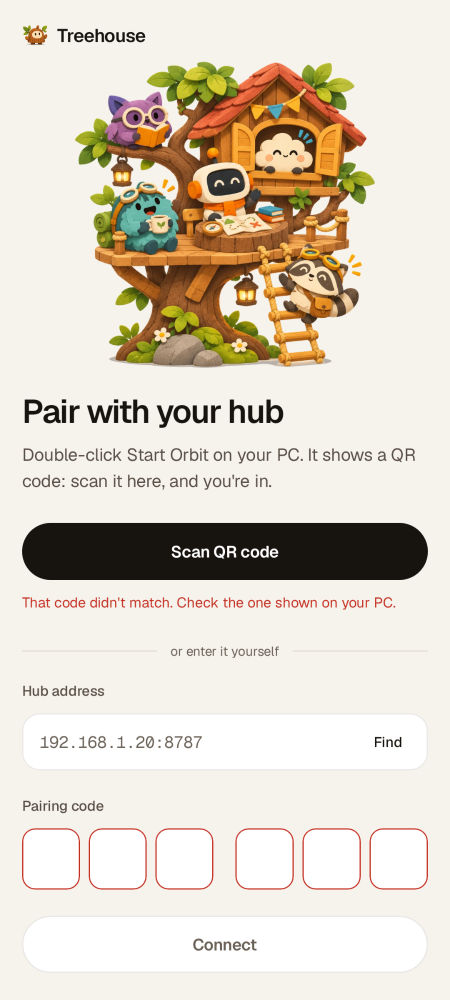 Treehouse
Pair with your hub
Double-click Start Orbit on your PC. It shows a QR
code: scan it here, and you're in.
Scan QR code
That code didn't match. Check the one shown on your PC.
or enter it yourself
Hub address
192.168.1.20:8787
Find
Pairing code
Connect